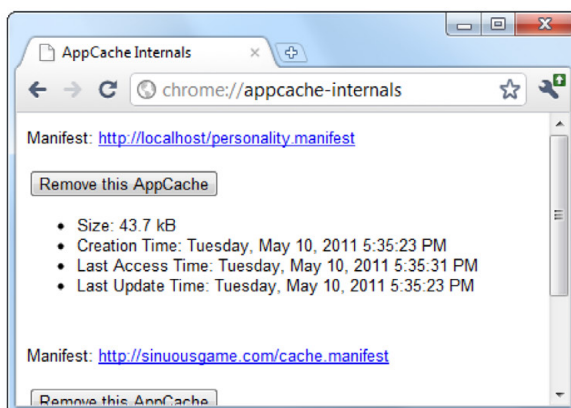 AppCache Internals
chrome://appcache-internals
Manifest: http://localhost/personality.manifest
Remove this AppCache
• Size: 43.7 kB
• Creation Time: Tuesday, May 10, 2011 5:35:23 PM
• Last Access Time: Tuesday, May 10, 2011 5:35:31 PM
• Last Update Time: Tuesday, May 10, 2011 5:35:23 PM
Manifest: http://sinuousgame.com/cache.manifest
Remove this AppCache